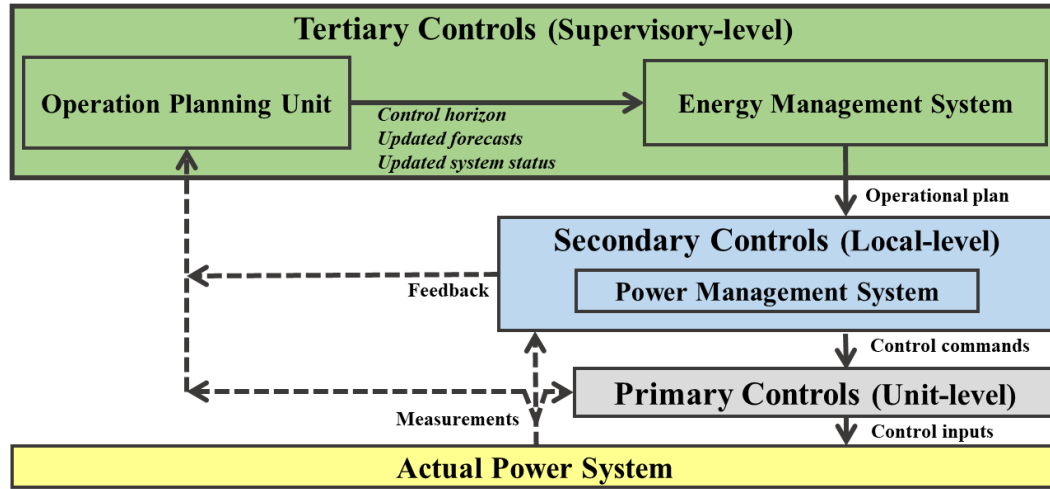 Tertiary Controls (Supervisory-level)
Operation Planning Unit
Control horizon
Updated forecasts
Updated system status
Energy Management System
Operational plan
Secondary Controls (Local-level)
Power Management System
Feedback
Control commands
Primary Controls (Unit-level)
Measurements
Control inputs
Actual Power System